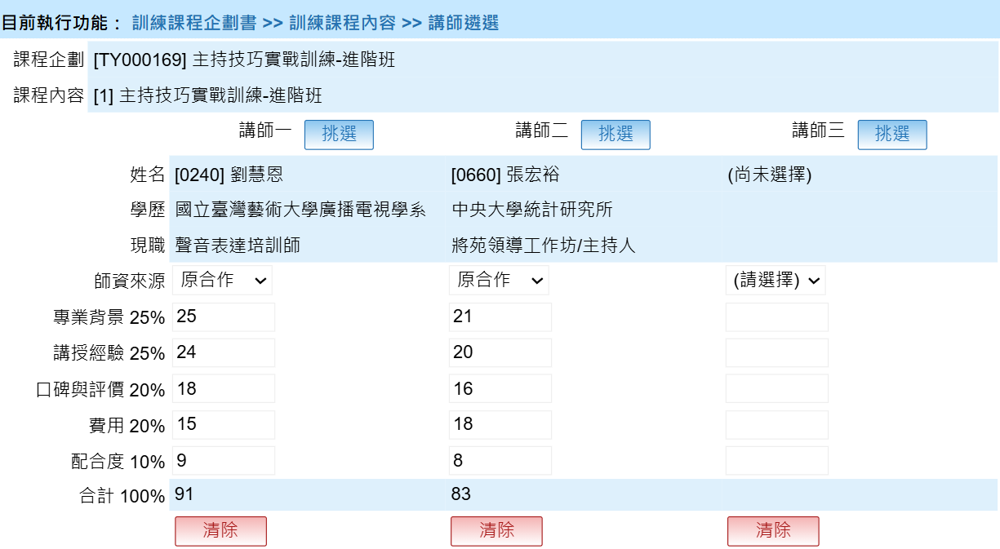 目前執行功能： 訓練課程企劃書 >> 訓練課程內容 >> 講師遴選
課程企劃 [TY000169] 主持技巧實戰訓練-進階班
課程內容 [1] 主持技巧實戰訓練-進階班
講師一 挑選 講師二 挑選 講師三 挑選
姓名 [0240] 劉慧恩 [0660] 張宏裕 (尚未選擇)
學歷 國立臺灣藝術大學廣播電視學系 中央大學統計研究所
現職 聲音表達培訓師 將苑領導工作坊/主持人
師資來源 原合作 原合作 (請選擇)
專業背景 25% 25 21
講授經驗 25% 24 20
口碑與評價 20% 18 16
費用 20% 15 18
配合度 10% 9 8
合計 100% 91 83
清除 清除 清除